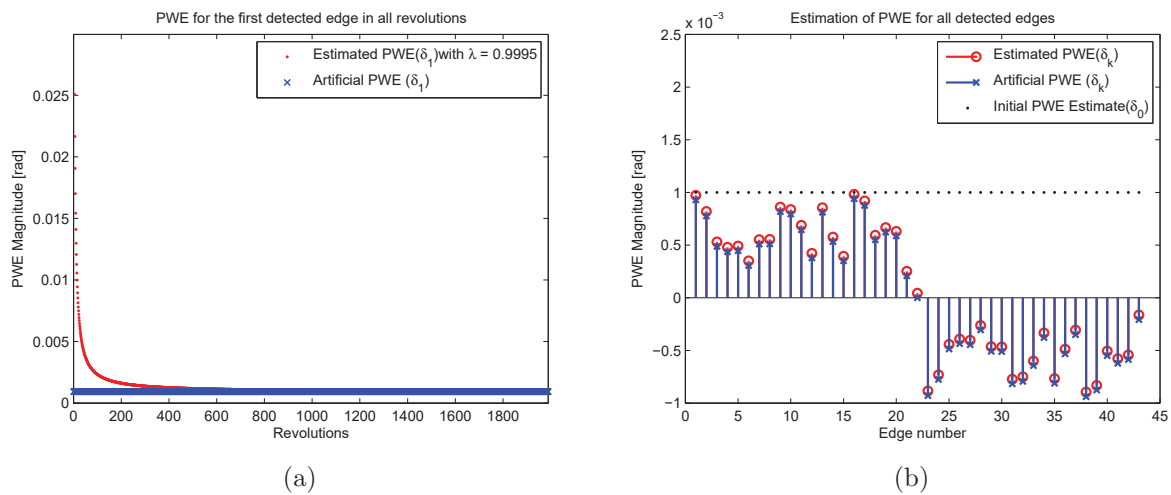 PWE for the first detected edge in all revolutions
Estimated PWE(δ₁)with λ = 0.9995
Artificial PWE (δ₁)
PWE Magnitude [rad]
0.025
0.02
0.015
0.01
0.005
0
0 200 400 600 800 1000 1200 1400 1600 1800
Revolutions
(a)
Estimation of PWE for all detected edges
x 10⁻³
Estimated PWE(δₖ)
Artificial PWE (δₖ)
Initial PWE Estimate(δ₀)
PWE Magnitude [rad]
2.5
2
1.5
1
0.5
0
−0.5
−1
0 5 10 15 20 25 30 35 40 45
Edge number
(b)